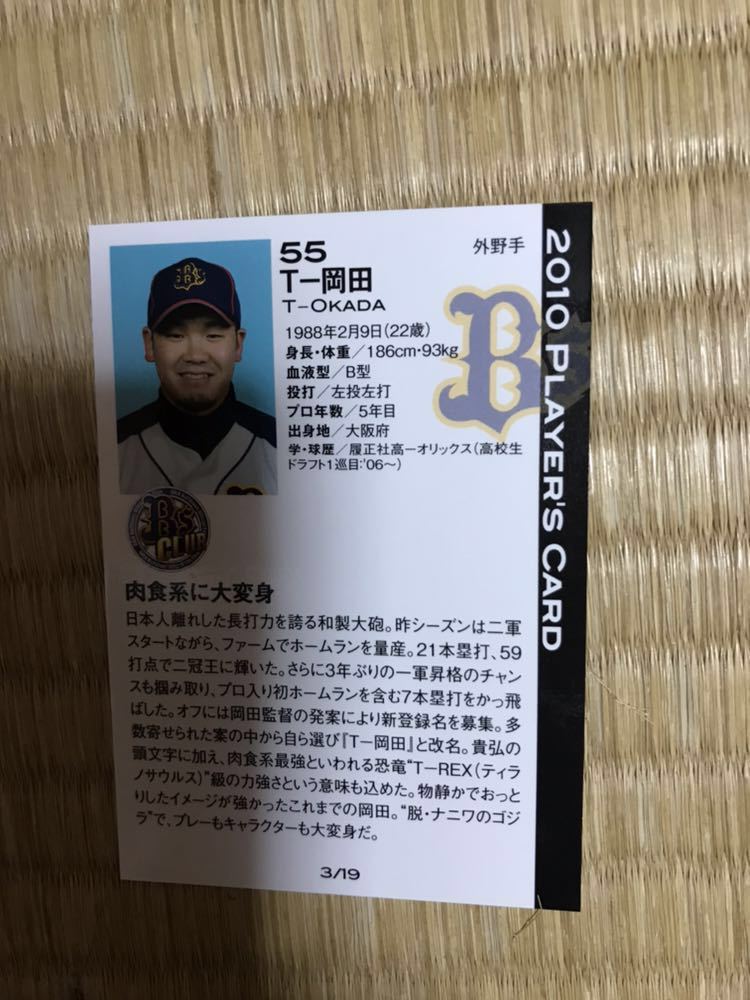 55
外野手
T−岡田
T−OKADA
1988年2月9日(22歳)
身長・体重/186cm・93kg
血液型/B型
投打/左投左打
プロ年数/5年目
出身地/大阪府
学・球歴/履正社高−オリックス(高校生
ドラフト1巡目:'06〜)
2010 PLAYER'S CARD
Bs
B
Bs
CLUB
肉食系に大変身
日本人離れした長打力を誇る和製大砲。昨シーズンは二軍
スタートながら、ファームでホームランを量産。21本塁打、59
打点で二冠王に輝いた。さらに3年ぶりの一軍昇格のチャン
スも掴み取り、プロ入り初ホームランを含む7本塁打をかっ飛
ばした。オフには岡田監督の発案により新登録名を募集。多
数寄せられた案の中から自ら選び『T−岡田』と改名。貴弘の
頭文字に加え、肉食系最強といわれる恐竜“T−REX(ティラ
ノサウルス)”級の力強さという意味も込めた。物静かでおっと
りしたイメージが強かったこれまでの岡田。“脱・ナニワのゴジ
ラ”で、プレーもキャラクターも大変身だ。
3/19